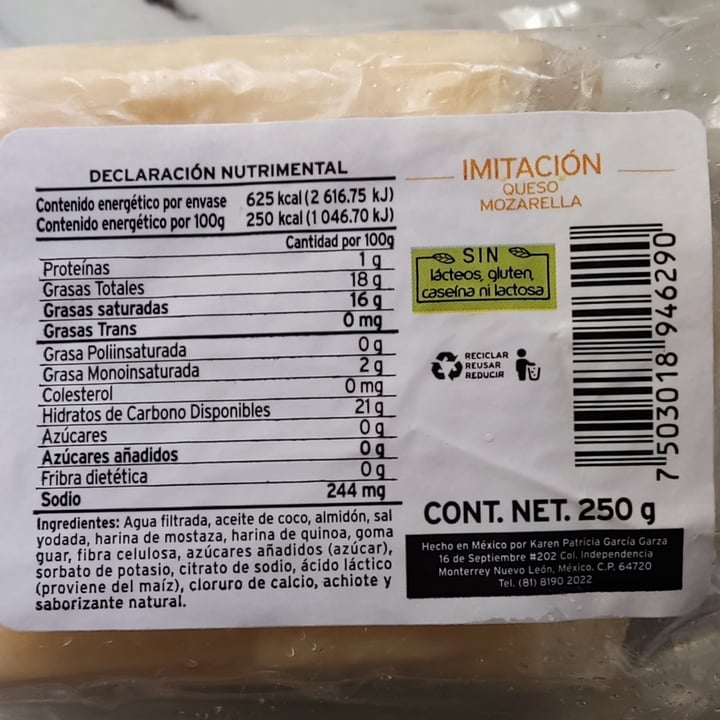 DECLARACIÓN NUTRIMENTAL
Contenido energético por envase 625 kcal (2 616.75 kJ)
Contenido energético por 100g 250 kcal (1 046.70 kJ)
Cantidad por 100g
Proteínas 1 g
Grasas Totales 18 g
Grasas saturadas 16 g
Grasas Trans 0 mg
Grasa Poliinsaturada 0 g
Grasa Monoinsaturada 2 g
Colesterol 0 mg
Hidratos de Carbono Disponibles 21 g
Azúcares 0 g
Azúcares añadidos 0 g
Fribra dietética 0 g
Sodio 244 mg
Ingredientes: Agua filtrada, aceite de coco, almidón, sal
yodada, harina de mostaza, harina de quinoa, goma
guar, fibra celulosa, azúcares añadidos (azúcar),
sorbato de potasio, citrato de sodio, ácido láctico
(proviene del maíz), cloruro de calcio, achiote y
saborizante natural.
IMITACIÓN
QUESO
MOZARELLA
SIN
lácteos, gluten,
caseína ni lactosa
RECICLAR
REUSAR
REDUCIR
7 503018 946290
CONT. NET. 250 g
Hecho en México por Karen Patricia García Garza
16 de Septiembre #202 Col. Independencia
Monterrey Nuevo León, México. C.P. 64720
Tel. (81) 8190 2022